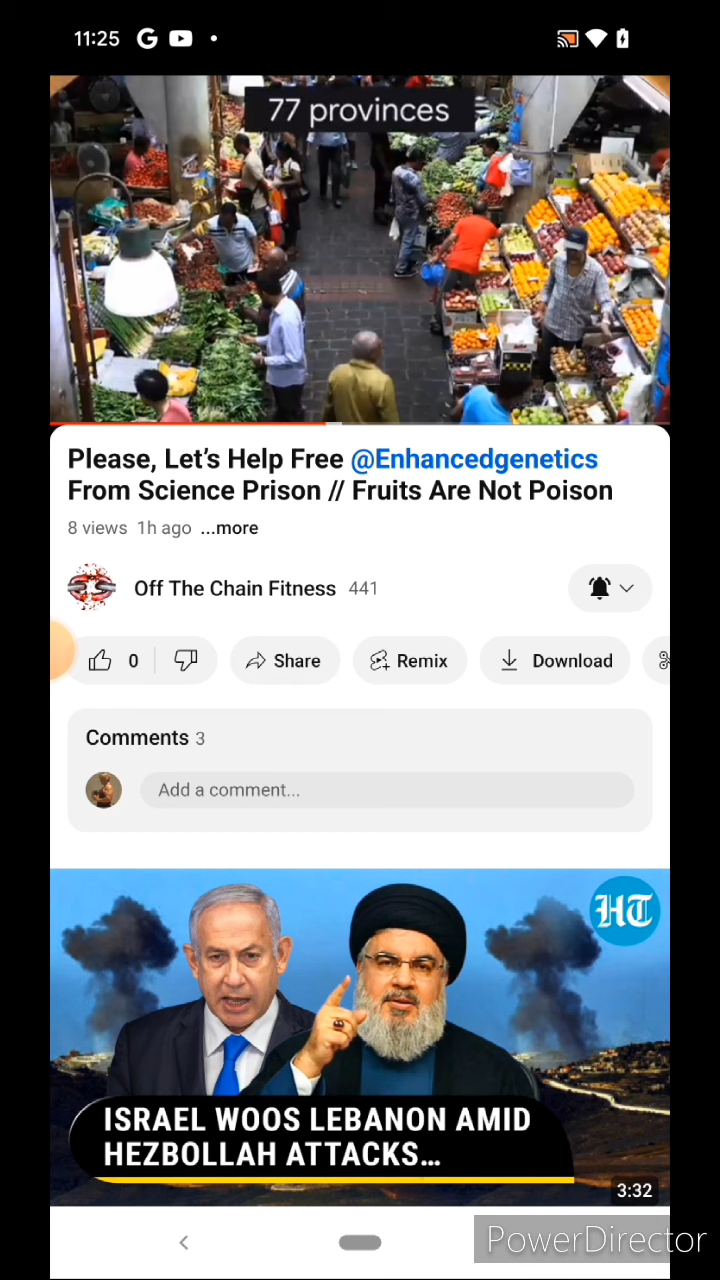 11:25
77 provinces
Please, Let's Help Free @Enhancedgenetics
From Science Prison // Fruits Are Not Poison
8 views 1h ago ...more
Off The Chain Fitness 441
0 Share Remix Download
Comments 3
Add a comment...
HT
ISRAEL WOOS LEBANON AMID
HEZBOLLAH ATTACKS...
3:32
PowerDirector